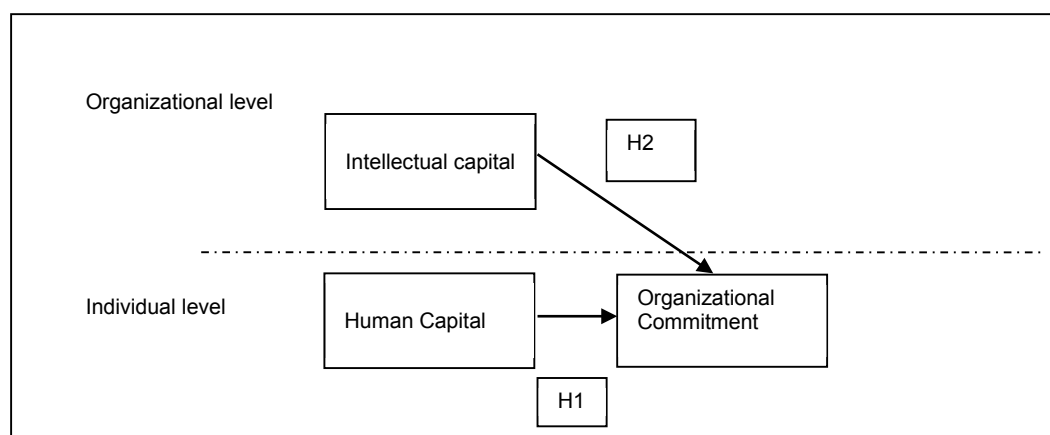 Organizational level
H2
Intellectual capital
Individual level
Human Capital
Organizational
Commitment
H1